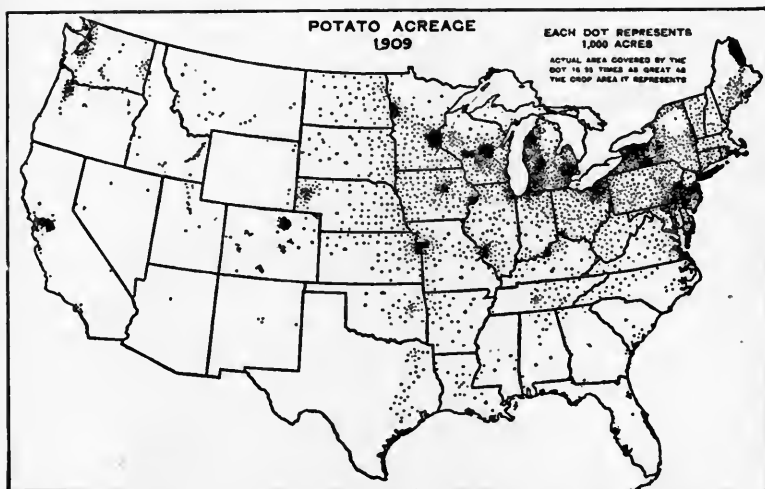 POTATO ACREAGE
1909
EACH DOT REPRESENTS
1,000 ACRES
ACTUAL AREA COVERED BY THE
DOT IS 95 TIMES AS GREAT AS
THE CROP AREA IT REPRESENTS